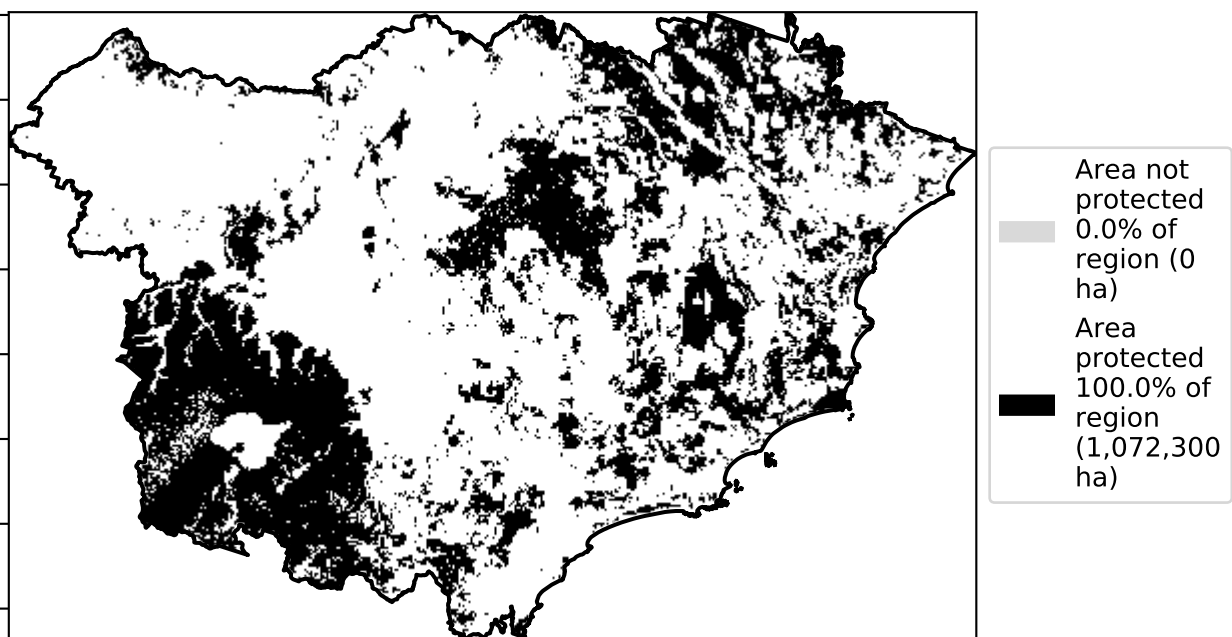 Area not
protected
0.0% of
region (0
ha)
Area
protected
100.0% of
region
(1,072,300
ha)